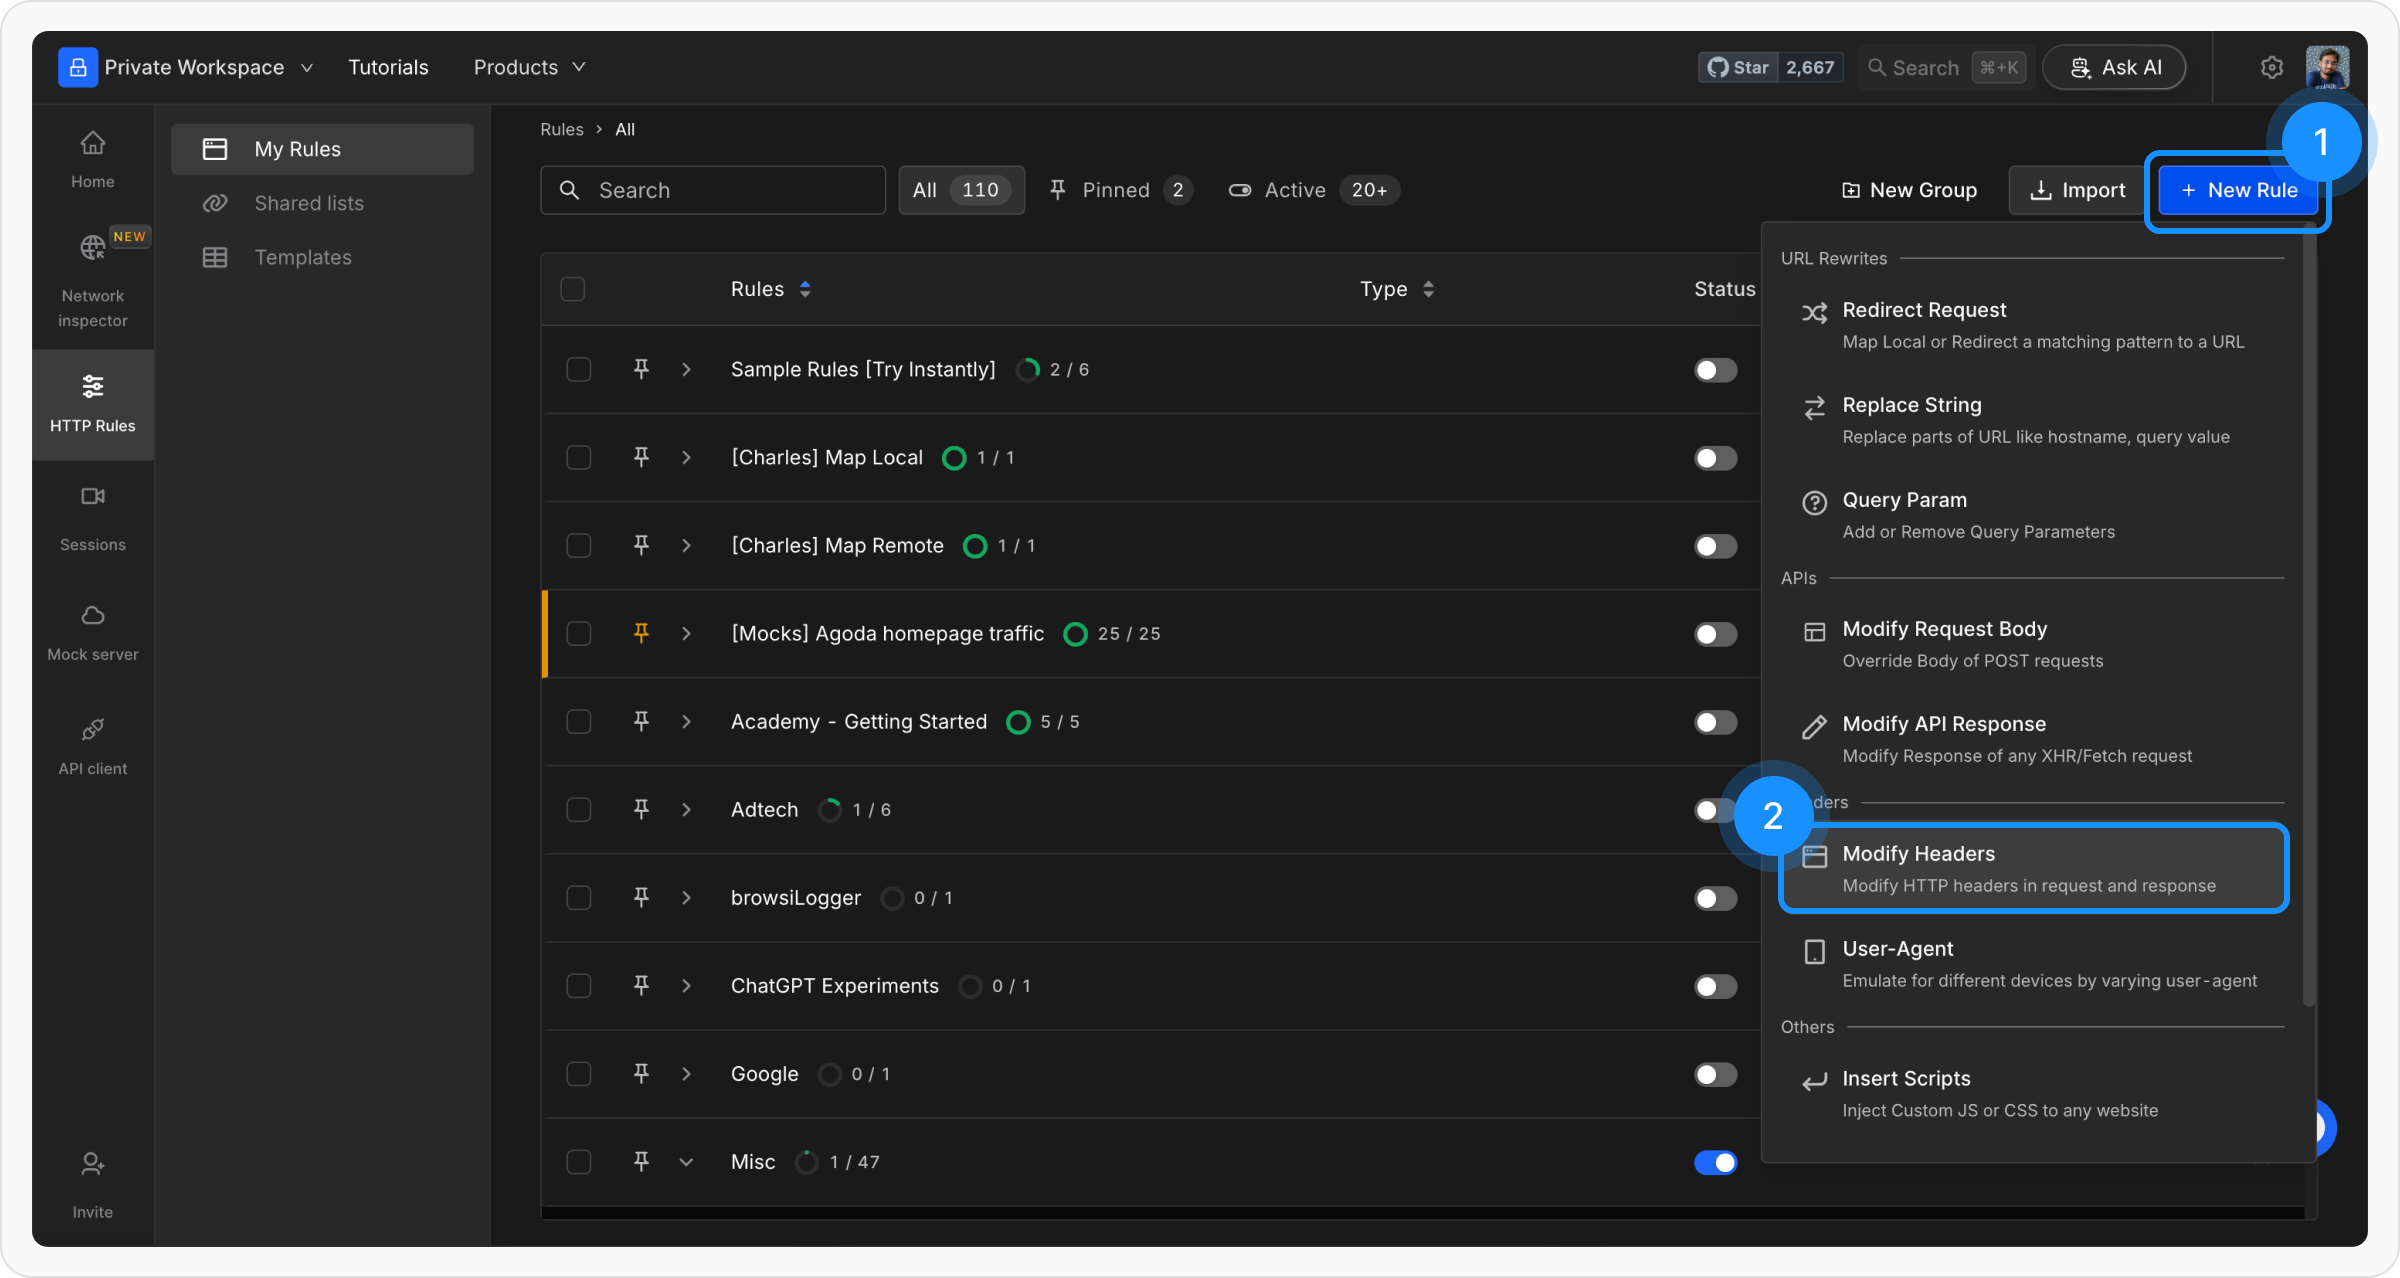 Private Workspace
Tutorials
Products
Star 2,667
Search ⌘+K
Ask AI
Home
NEW
Network
inspector
HTTP Rules
Sessions
Mock server
API client
Invite
My Rules
Shared lists
Templates
Rules > All
Search
All 110
Pinned 2
Active 20+
New Group
Import
+ New Rule
1
Rules
Type
Status
Sample Rules [Try Instantly] 2 / 6
[Charles] Map Local 1 / 1
[Charles] Map Remote 1 / 1
[Mocks] Agoda homepage traffic 25 / 25
Academy - Getting Started 5 / 5
Adtech 1 / 6
browsiLogger 0 / 1
ChatGPT Experiments 0 / 1
Google 0 / 1
Misc 1 / 47
URL Rewrites
Redirect Request
Map Local or Redirect a matching pattern to a URL
Replace String
Replace parts of URL like hostname, query value
Query Param
Add or Remove Query Parameters
APIs
Modify Request Body
Override Body of POST requests
Modify API Response
Modify Response of any XHR/Fetch request
2
Modify Headers
Modify HTTP headers in request and response
User-Agent
Emulate for different devices by varying user-agent
Others
Insert Scripts
Inject Custom JS or CSS to any website